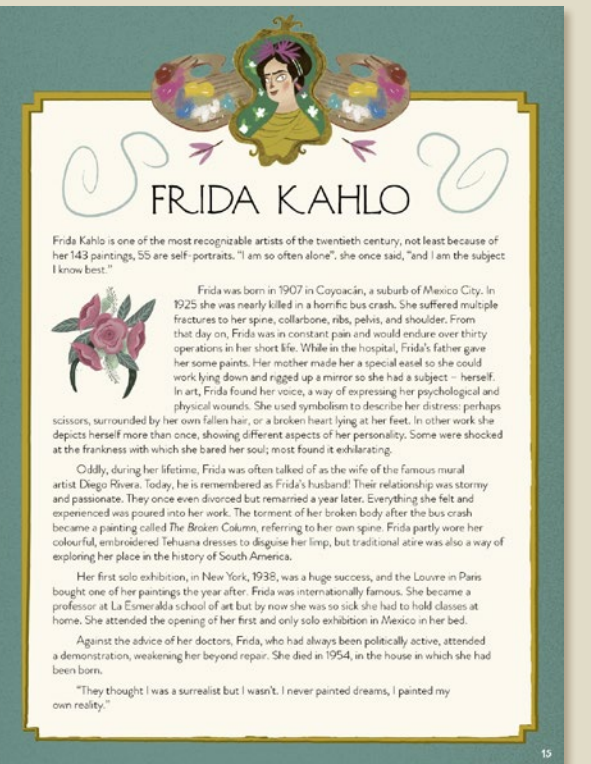 FRIDA KAHLO
Frida Kahlo is one of the most recognizable artists of the twentieth century, not least because of
her 143 paintings, 55 are self-portraits. "I am so often alone". she once said, "and I am the subject
I know best."
Frida was born in 1907 in Coyoacán, a suburb of Mexico City. In
1925 she was nearly killed in a horrific bus crash. She suffered multiple
fractures to her spine, collarbone, ribs, pelvis, and shoulder. From
that day on, Frida was in constant pain and would endure over thirty
operations in her short life. While in the hospital, Frida's father gave
her some paints. Her mother made her a special easel so she could
work lying down and rigged up a mirror so she had a subject – herself.
In art, Frida found her voice, a way of expressing her psychological and
physical wounds. She used symbolism to describe her distress: perhaps
scissors, surrounded by her own fallen hair, or a broken heart lying at her feet. In other work she
depicts herself more than once, showing different aspects of her personality. Some were shocked
at the frankness with which she bared her soul; most found it exhilarating.
Oddly, during her lifetime, Frida was often talked of as the wife of the famous mural
artist Diego Rivera. Today, he is remembered as Frida's husband! Their relationship was stormy
and passionate. They once even divorced but remarried a year later. Everything she felt and
experienced was poured into her work. The torment of her broken body after the bus crash
became a painting called The Broken Column, referring to her own spine. Frida partly wore her
colourful, embroidered Tehuana dresses to disguise her limp, but traditional atire was also a way of
exploring her place in the history of South America.
Her first solo exhibition, in New York, 1938, was a huge success, and the Louvre in Paris
bought one of her paintings the year after. Frida was internationally famous. She became a
professor at La Esmeralda school of art but by now she was so sick she had to hold classes at
home. She attended the opening of her first and only solo exhibition in Mexico in her bed.
Against the advice of her doctors, Frida, who had always been politically active, attended
a demonstration, weakening her beyond repair. She died in 1954, in the house in which she had
been born.
"They thought I was a surrealist but I wasn't. I never painted dreams, I painted my
own reality."
15